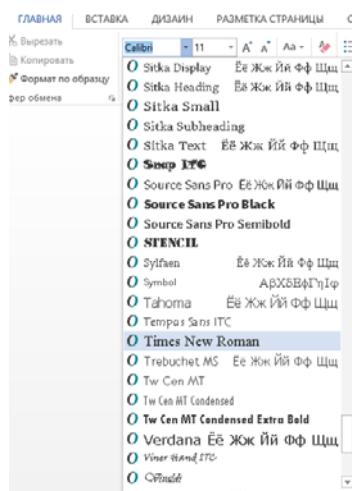 ГЛАВНАЯ ВСТАВКА ДИЗАЙН РАЗМЕТКА СТРАНИЦЫ
Вырезать
Копировать
Формат по образцу
фер обмена
Calibri 11 Aa
Sitka Display Ёё Жж Йй Фф Щщ
Sitka Heading Ёё Жж Йй Фф Щщ
Sitka Small
Sitka Subheading
Sitka Text Ёё Жж Йй Фф Щщ
Snap ITC
Source Sans Pro Ёё Жж Йй Фф Щщ
Source Sans Pro Black
Source Sans Pro Semibold
STENCIL
Sylfaen Ёё Жж Йй Фф Щщ
Symbol ΑβΧδΕφΓηΙφ
Tahoma Ёё Жж Йй Фф Щщ
Tempus Sans ITC
Times New Roman
Trebuchet MS Ёё Жж Йй Фф Щщ
Tw Cen MT
Tw Cen MT Condensed
Tw Cen MT Condensed Extra Bold
Verdana Ёё Жж Йй Фф Щщ
Viner Hand ITC
Vivaldi